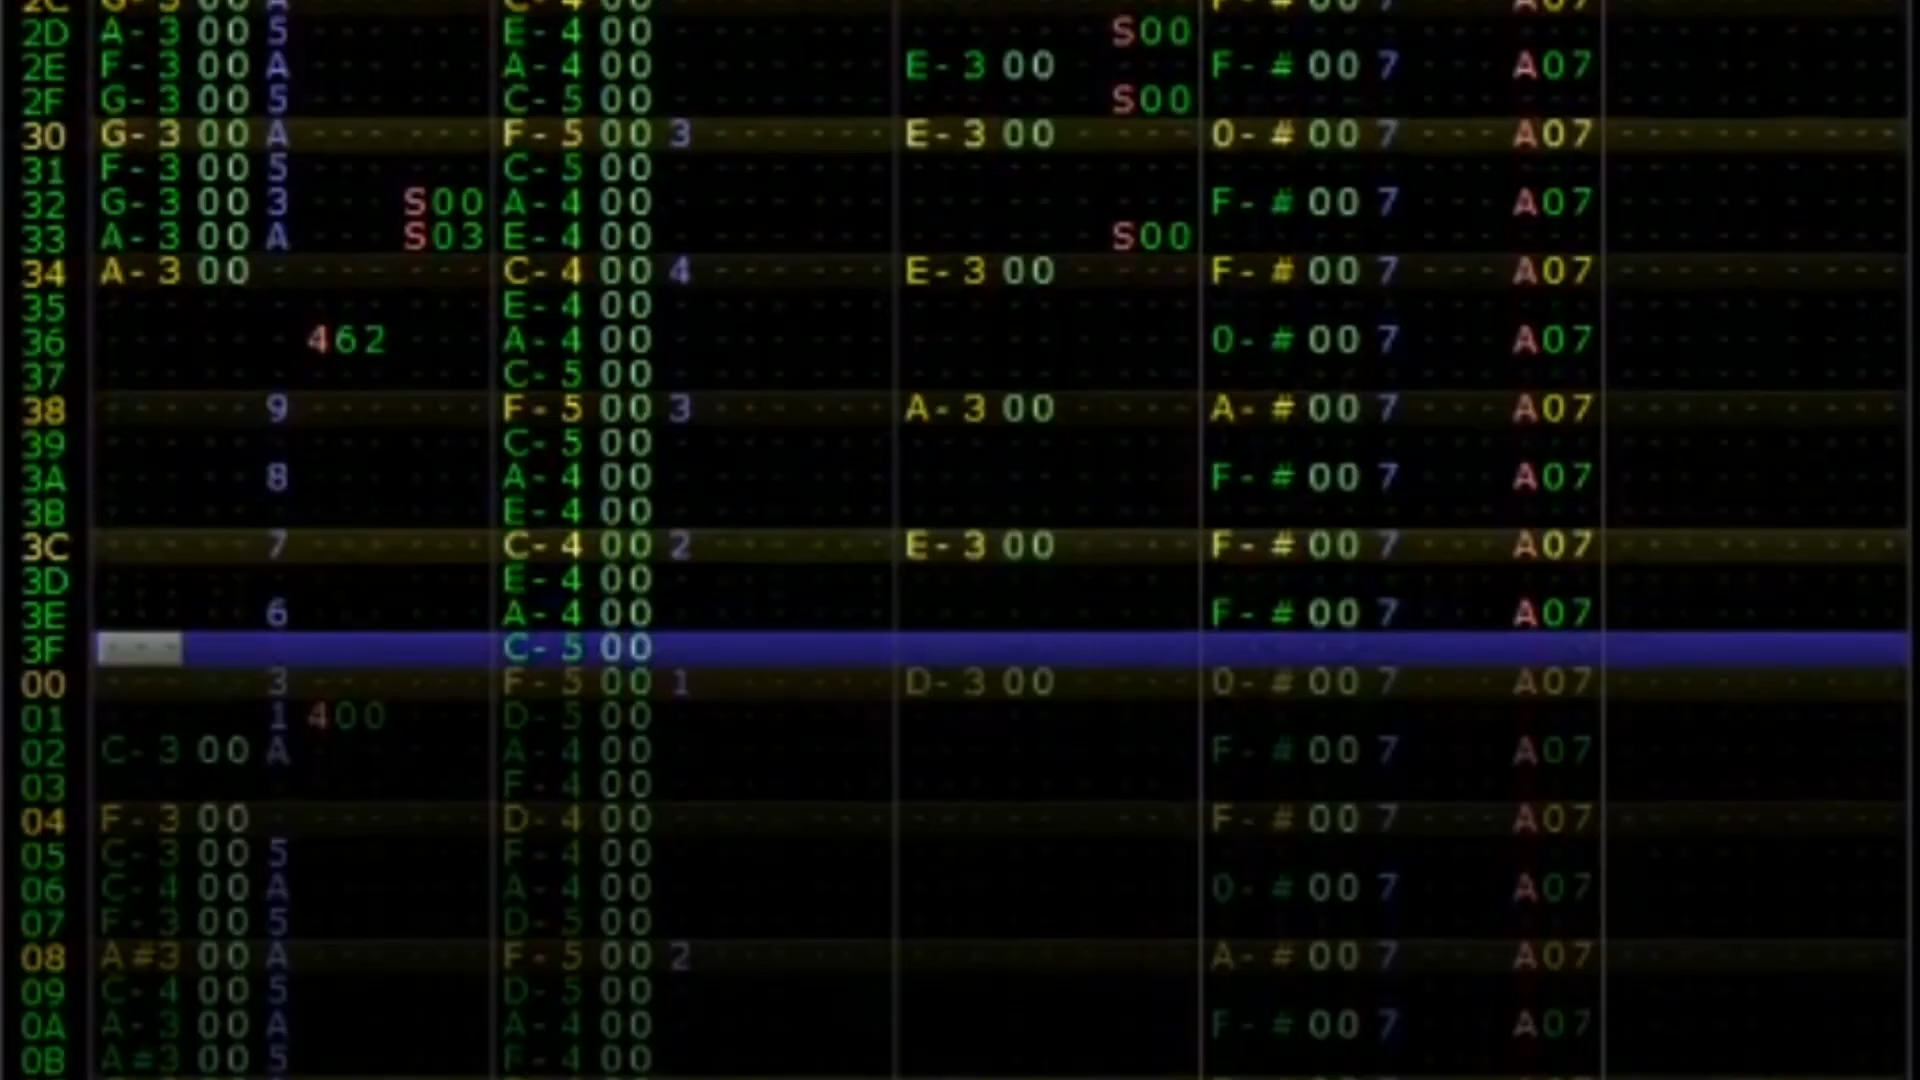 2C G-3 00 A C-4 00 F-# 00 7 A07
2D A-3 00 5 E-4 00 S00
2E F-3 00 A A-4 00 E-3 00 F-# 00 7 A07
2F G-3 00 5 C-5 00 S00
30 G-3 00 A F-5 00 3 E-3 00 0-# 00 7 A07
31 F-3 00 5 C-5 00
32 G-3 00 3 S00 A-4 00 F-# 00 7 A07
33 A-3 00 A S03 E-4 00 S00
34 A-3 00 C-4 00 4 E-3 00 F-# 00 7 A07
35 E-4 00
36 462 A-4 00 0-# 00 7 A07
37 C-5 00
38 9 F-5 00 3 A-3 00 A-# 00 7 A07
39 C-5 00
3A 8 A-4 00 F-# 00 7 A07
3B E-4 00
3C 7 C-4 00 2 E-3 00 F-# 00 7 A07
3D E-4 00
3E 6 A-4 00 F-# 00 7 A07
3F C-5 00
00 3 F-5 00 1 D-3 00 0-# 00 7 A07
01 1 400 D-5 00
02 C-3 00 A A-4 00 F-# 00 7 A07
03 F-4 00
04 F-3 00 D-4 00 F-# 00 7 A07
05 C-3 00 5 F-4 00
06 C-4 00 A A-4 00 0-# 00 7 A07
07 F-3 00 5 D-5 00
08 A#3 00 A F-5 00 2 A-# 00 7 A07
09 C-4 00 5 D-5 00
0A A-3 00 A A-4 00 F-# 00 7 A07
0B A#3 00 5 F-4 00